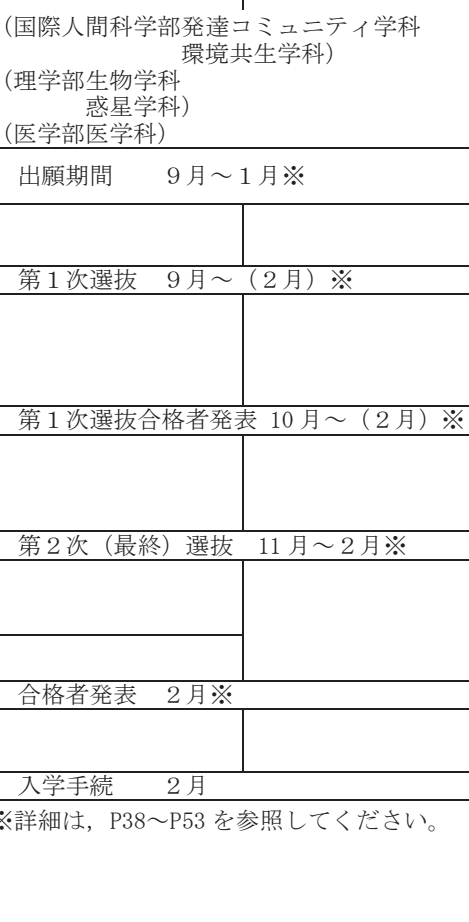 (国際人間科学部発達コミュニティ学科
環境共生学科)
(理学部生物学科
惑星学科)
(医学部医学科)
出願期間　　９月～１月※
第１次選抜　９月～（２月）※
第１次選抜合格者発表 10月～（２月）※
第２次（最終）選抜　11月～２月※
合格者発表　２月※
入学手続　　２月
※詳細は，P38～P53を参照してください。